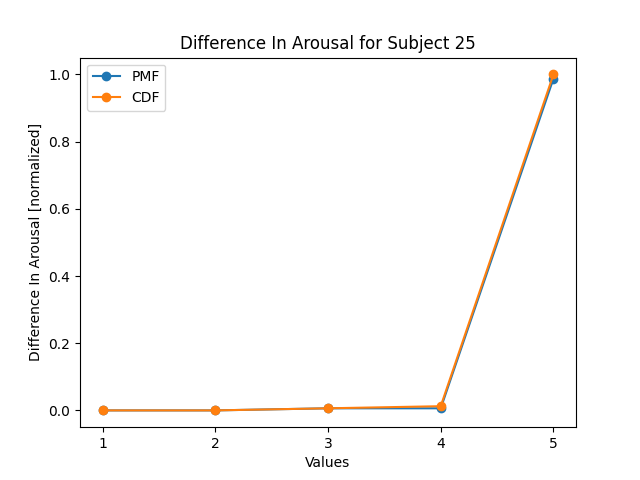 Difference In Arousal for Subject 25
PMF
CDF
1.0
0.8
0.6
0.4
0.2
0.0
Difference In Arousal [normalized]
1 2 3 4 5
Values